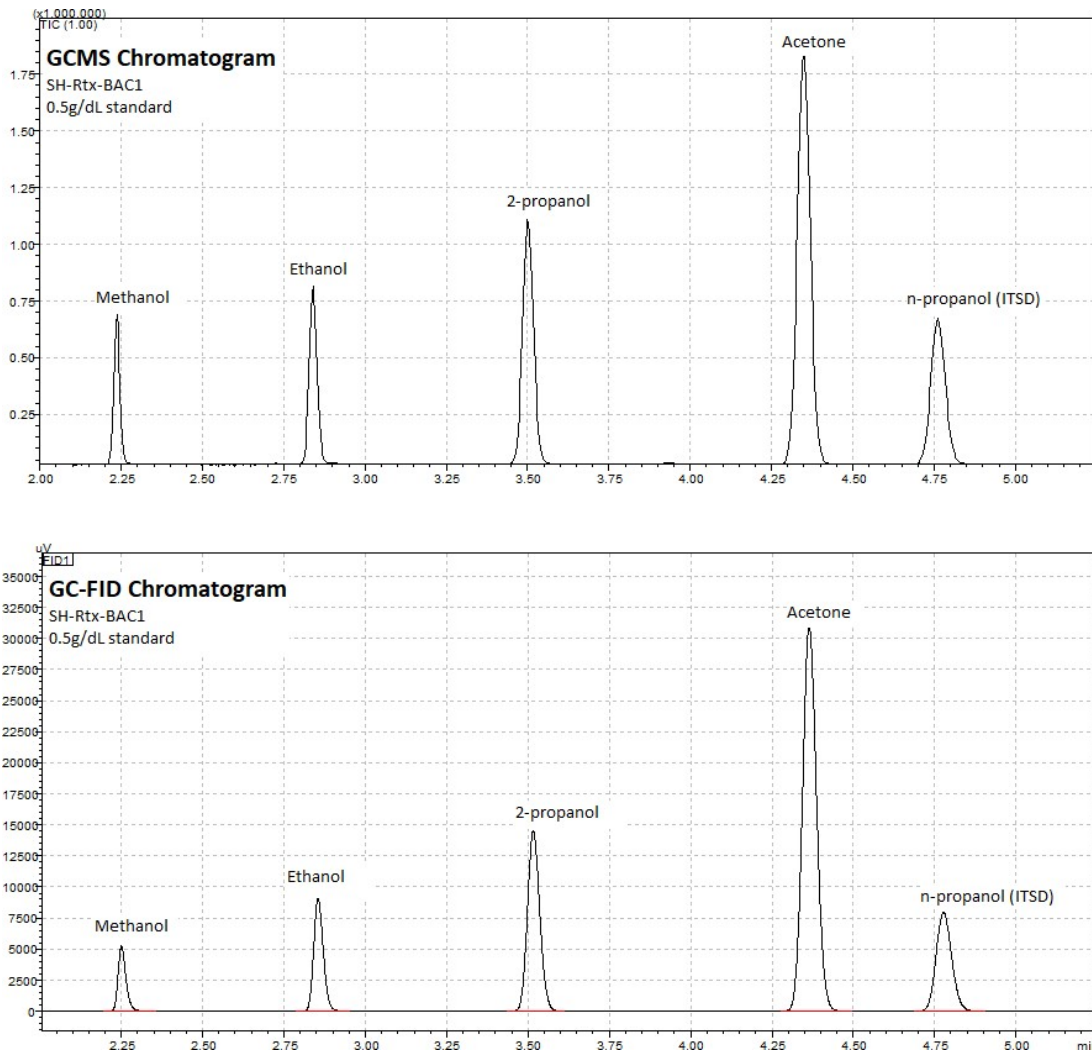 (x1,000,000)
TIC (1.00)
GCMS Chromatogram
SH-Rtx-BAC1
0.5g/dL standard
Acetone
1.75
1.50
1.25
2-propanol
1.00
Ethanol
Methanol
n-propanol (ITSD)
0.75
0.50
0.25
2.00 2.25 2.50 2.75 3.00 3.25 3.50 3.75 4.00 4.25 4.50 4.75 5.00
uV
FID1
GC-FID Chromatogram
SH-Rtx-BAC1
0.5g/dL standard
Acetone
35000
32500
30000
27500
25000
22500
20000
17500
2-propanol
15000
12500
Ethanol
n-propanol (ITSD)
10000
Methanol
7500
5000
2500
0
2.25 2.50 2.75 3.00 3.25 3.50 3.75 4.00 4.25 4.50 4.75 5.00